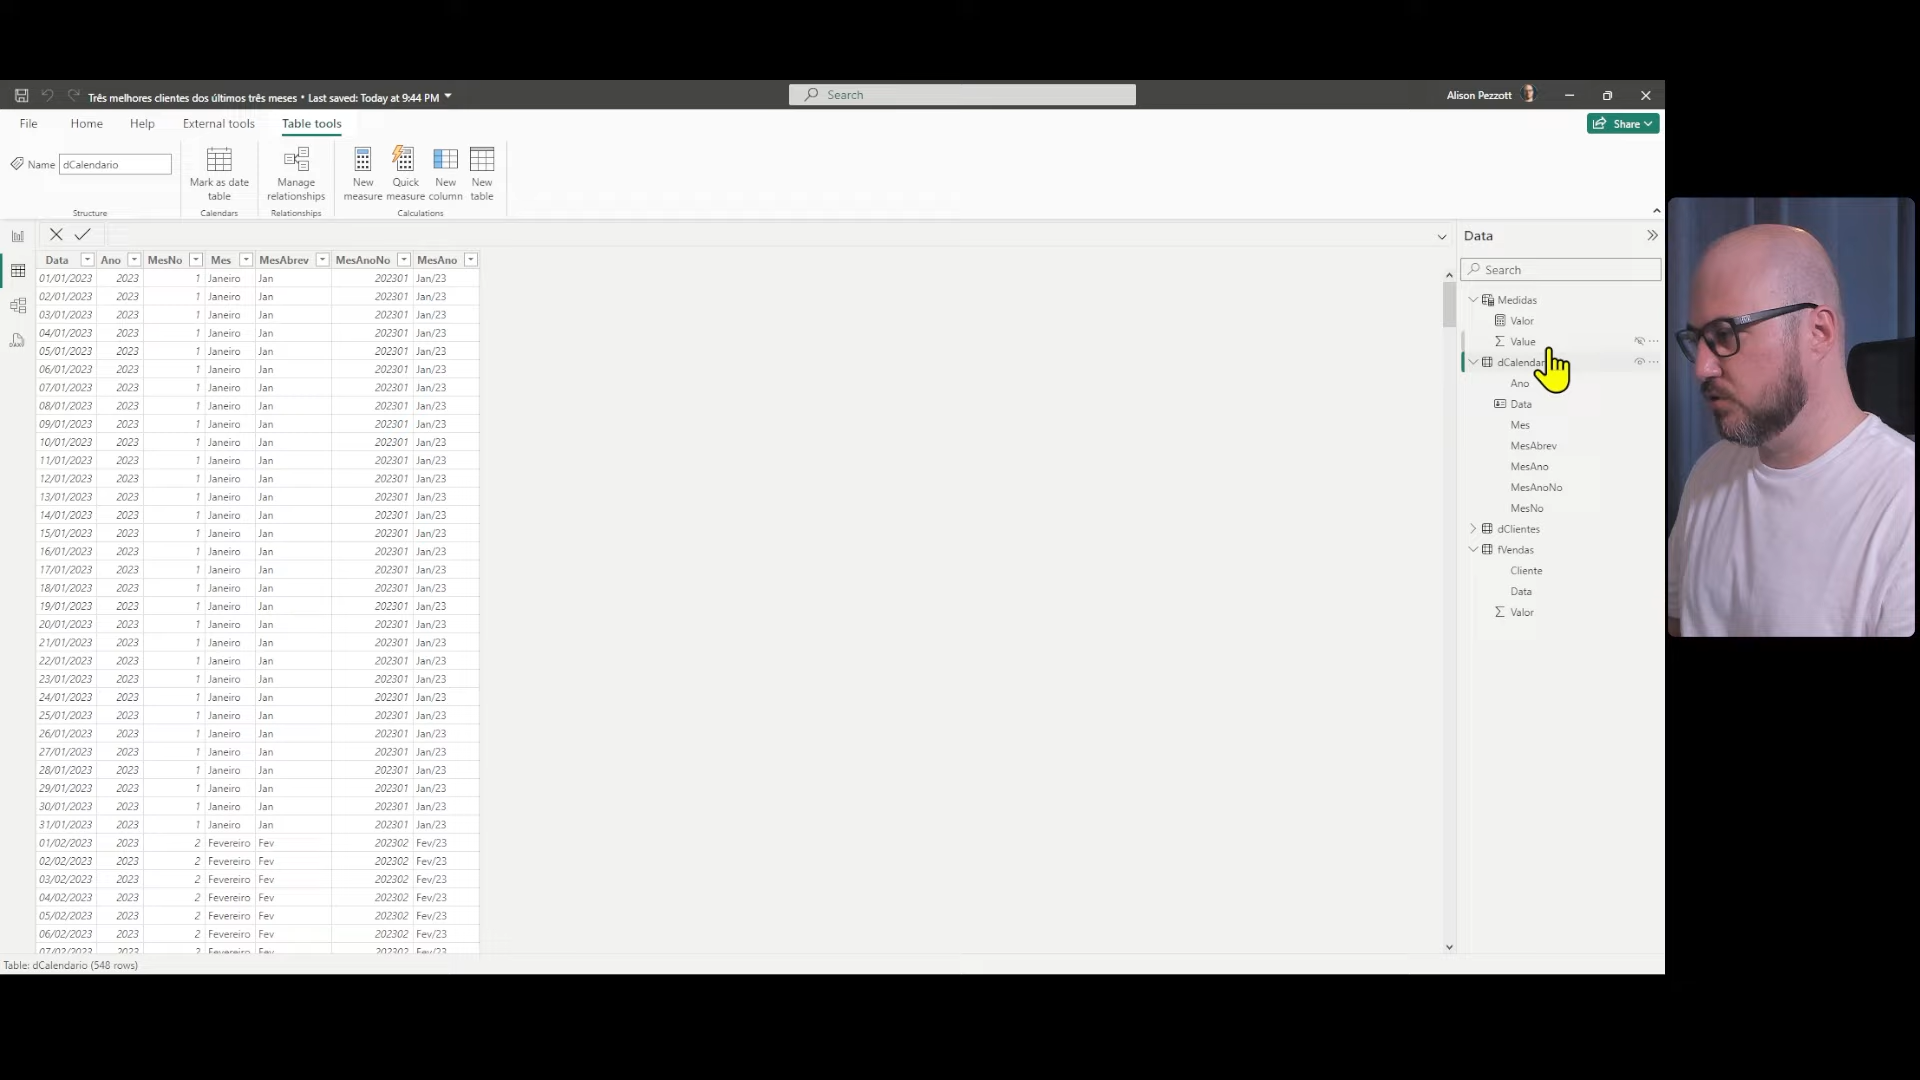 Três melhores clientes dos últimos três meses • Last saved: Today at 9:44 PM
Search
Alison Pezzott
File Home Help External tools Table tools
Share
Name dCalendario
Mark as date table
Manage relationships
New measure
Quick measure
New column
New table
Structure Calendars Relationships Calculations
Data Ano MesNo Mes MesAbrev MesAnoNo MesAno
01/01/2023 2023 1 Janeiro Jan 202301 Jan/23
02/01/2023 2023 1 Janeiro Jan 202301 Jan/23
03/01/2023 2023 1 Janeiro Jan 202301 Jan/23
04/01/2023 2023 1 Janeiro Jan 202301 Jan/23
05/01/2023 2023 1 Janeiro Jan 202301 Jan/23
06/01/2023 2023 1 Janeiro Jan 202301 Jan/23
07/01/2023 2023 1 Janeiro Jan 202301 Jan/23
08/01/2023 2023 1 Janeiro Jan 202301 Jan/23
09/01/2023 2023 1 Janeiro Jan 202301 Jan/23
10/01/2023 2023 1 Janeiro Jan 202301 Jan/23
11/01/2023 2023 1 Janeiro Jan 202301 Jan/23
12/01/2023 2023 1 Janeiro Jan 202301 Jan/23
13/01/2023 2023 1 Janeiro Jan 202301 Jan/23
14/01/2023 2023 1 Janeiro Jan 202301 Jan/23
15/01/2023 2023 1 Janeiro Jan 202301 Jan/23
16/01/2023 2023 1 Janeiro Jan 202301 Jan/23
17/01/2023 2023 1 Janeiro Jan 202301 Jan/23
18/01/2023 2023 1 Janeiro Jan 202301 Jan/23
19/01/2023 2023 1 Janeiro Jan 202301 Jan/23
20/01/2023 2023 1 Janeiro Jan 202301 Jan/23
21/01/2023 2023 1 Janeiro Jan 202301 Jan/23
22/01/2023 2023 1 Janeiro Jan 202301 Jan/23
23/01/2023 2023 1 Janeiro Jan 202301 Jan/23
24/01/2023 2023 1 Janeiro Jan 202301 Jan/23
25/01/2023 2023 1 Janeiro Jan 202301 Jan/23
26/01/2023 2023 1 Janeiro Jan 202301 Jan/23
27/01/2023 2023 1 Janeiro Jan 202301 Jan/23
28/01/2023 2023 1 Janeiro Jan 202301 Jan/23
29/01/2023 2023 1 Janeiro Jan 202301 Jan/23
30/01/2023 2023 1 Janeiro Jan 202301 Jan/23
31/01/2023 2023 1 Janeiro Jan 202301 Jan/23
01/02/2023 2023 2 Fevereiro Fev 202302 Fev/23
02/02/2023 2023 2 Fevereiro Fev 202302 Fev/23
03/02/2023 2023 2 Fevereiro Fev 202302 Fev/23
04/02/2023 2023 2 Fevereiro Fev 202302 Fev/23
05/02/2023 2023 2 Fevereiro Fev 202302 Fev/23
06/02/2023 2023 2 Fevereiro Fev 202302 Fev/23
07/02/2023 2023 2 Fevereiro Fev 202302 Fev/23
Table: dCalendario (548 rows)
Data
Search
Medidas
Valor
Value
dCalendar
Ano
Data
Mes
MesAbrev
MesAno
MesAnoNo
MesNo
dClientes
fVendas
Cliente
Data
Valor